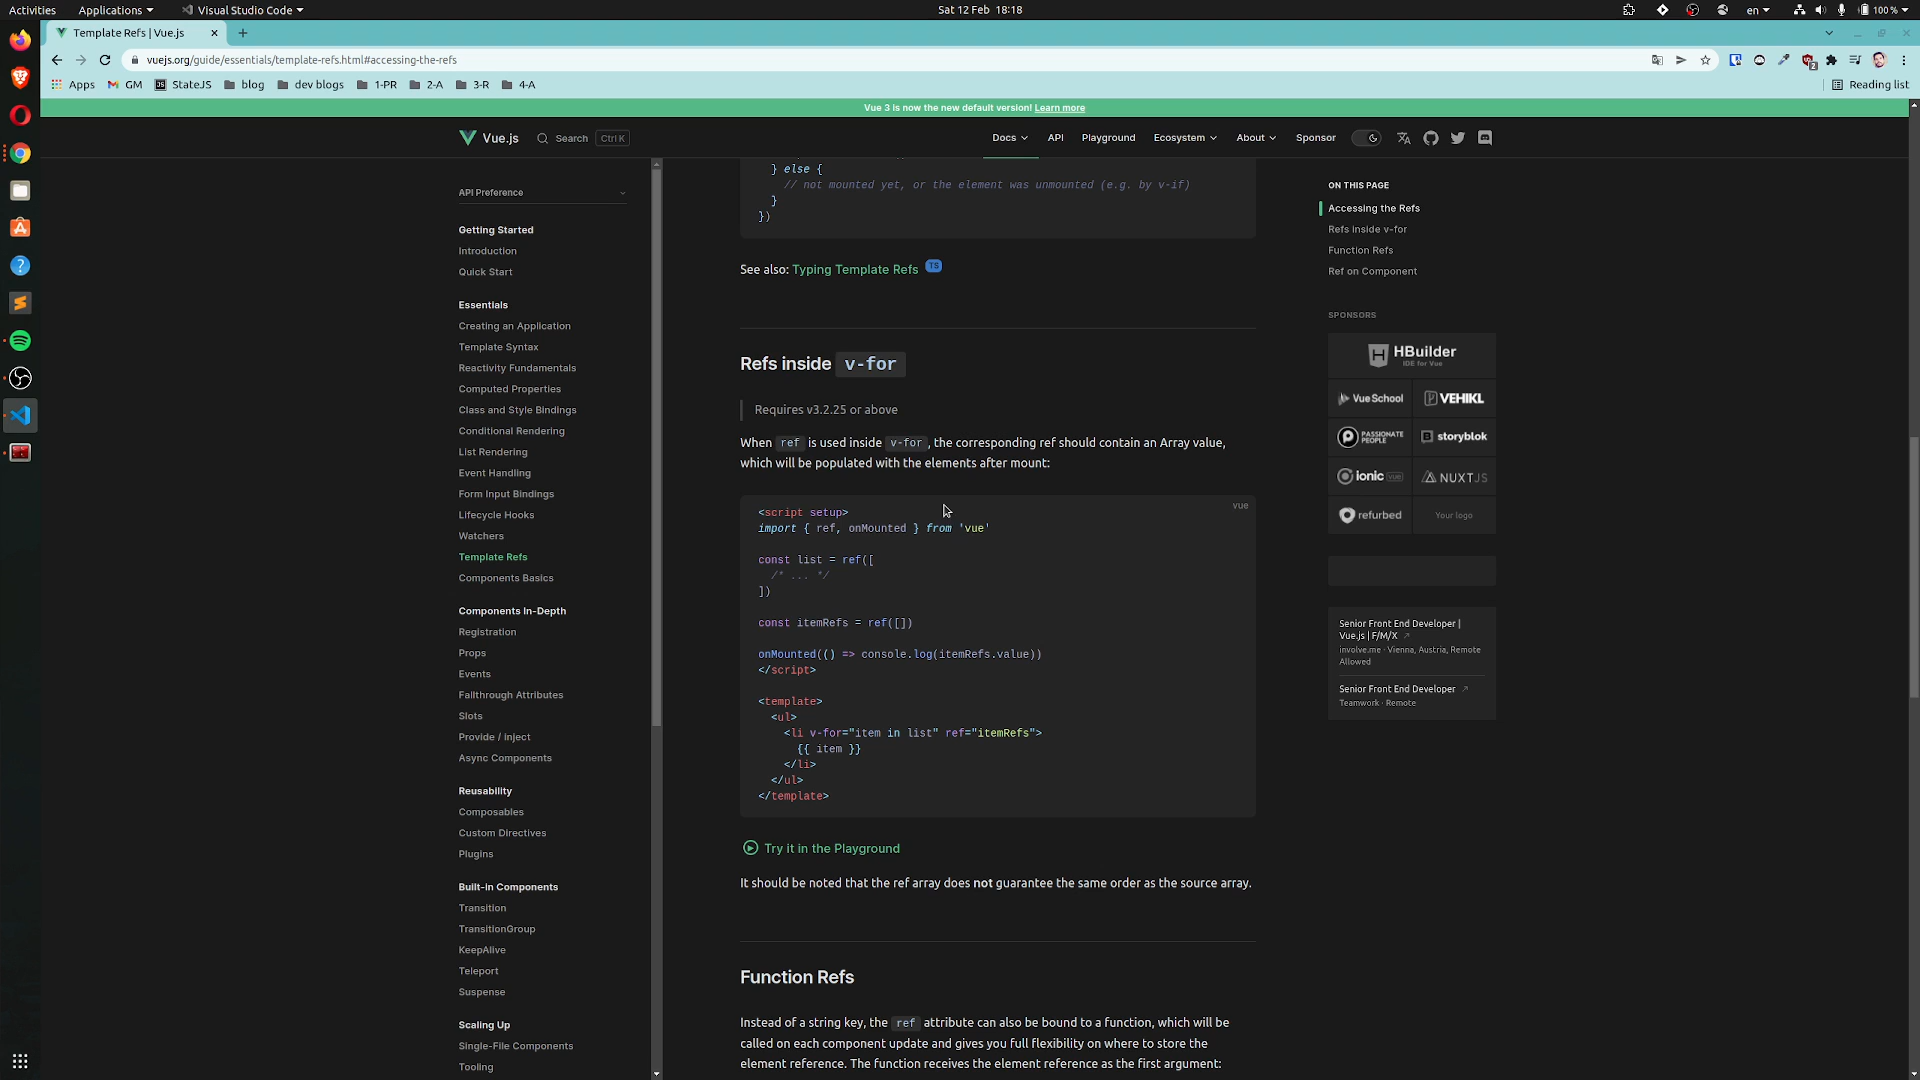 Activities
Applications
Visual Studio Code
Sat 12 Feb 18:18
en
100 %
Template Refs | Vue.js
vuejs.org/guide/essentials/template-refs.html#accessing-the-refs
Apps
GM
StateJS
blog
dev blogs
1-PR
2-A
3-R
4-A
Reading list
Vue 3 is now the new default version! Learn more
Vue.js
Search
Ctrl K
Docs
API
Playground
Ecosystem
About
Sponsor
API Preference
Getting Started
Introduction
Quick Start
Essentials
Creating an Application
Template Syntax
Reactivity Fundamentals
Computed Properties
Class and Style Bindings
Conditional Rendering
List Rendering
Event Handling
Form Input Bindings
Lifecycle Hooks
Watchers
Template Refs
Components Basics
Components In-Depth
Registration
Props
Events
Fallthrough Attributes
Slots
Provide / inject
Async Components
Reusability
Composables
Custom Directives
Plugins
Built-in Components
Transition
TransitionGroup
KeepAlive
Teleport
Suspense
Scaling Up
Single-File Components
Tooling
} else {
// not mounted yet, or the element was unmounted (e.g. by v-if)
}
})
See also: Typing Template Refs TS
Refs inside v-for
Requires v3.2.25 or above
When ref is used inside v-for, the corresponding ref should contain an Array value,
which will be populated with the elements after mount:
vue
<script setup>
import { ref, onMounted } from 'vue'
const list = ref([
/* ... */
])
const itemRefs = ref([])
onMounted(() => console.log(itemRefs.value))
</script>
<template>
<ul>
<li v-for="item in list" ref="itemRefs">
{{ item }}
</li>
</ul>
</template>
Try it in the Playground
It should be noted that the ref array does not guarantee the same order as the source array.
Function Refs
Instead of a string key, the ref attribute can also be bound to a function, which will be
called on each component update and gives you full flexibility on where to store the
element reference. The function receives the element reference as the first argument:
ON THIS PAGE
Accessing the Refs
Refs inside v-for
Function Refs
Ref on Component
SPONSORS
HBuilder
IDE for Vue
Vue School
VEHIKL
PASSIONATE
PEOPLE
storyblok
ionic vue
NUXTJS
refurbed
Your logo
Senior Front End Developer |
Vue.js | F/M/X
involve.me · Vienna, Austria, Remote
Allowed
Senior Front End Developer
Teamwork · Remote